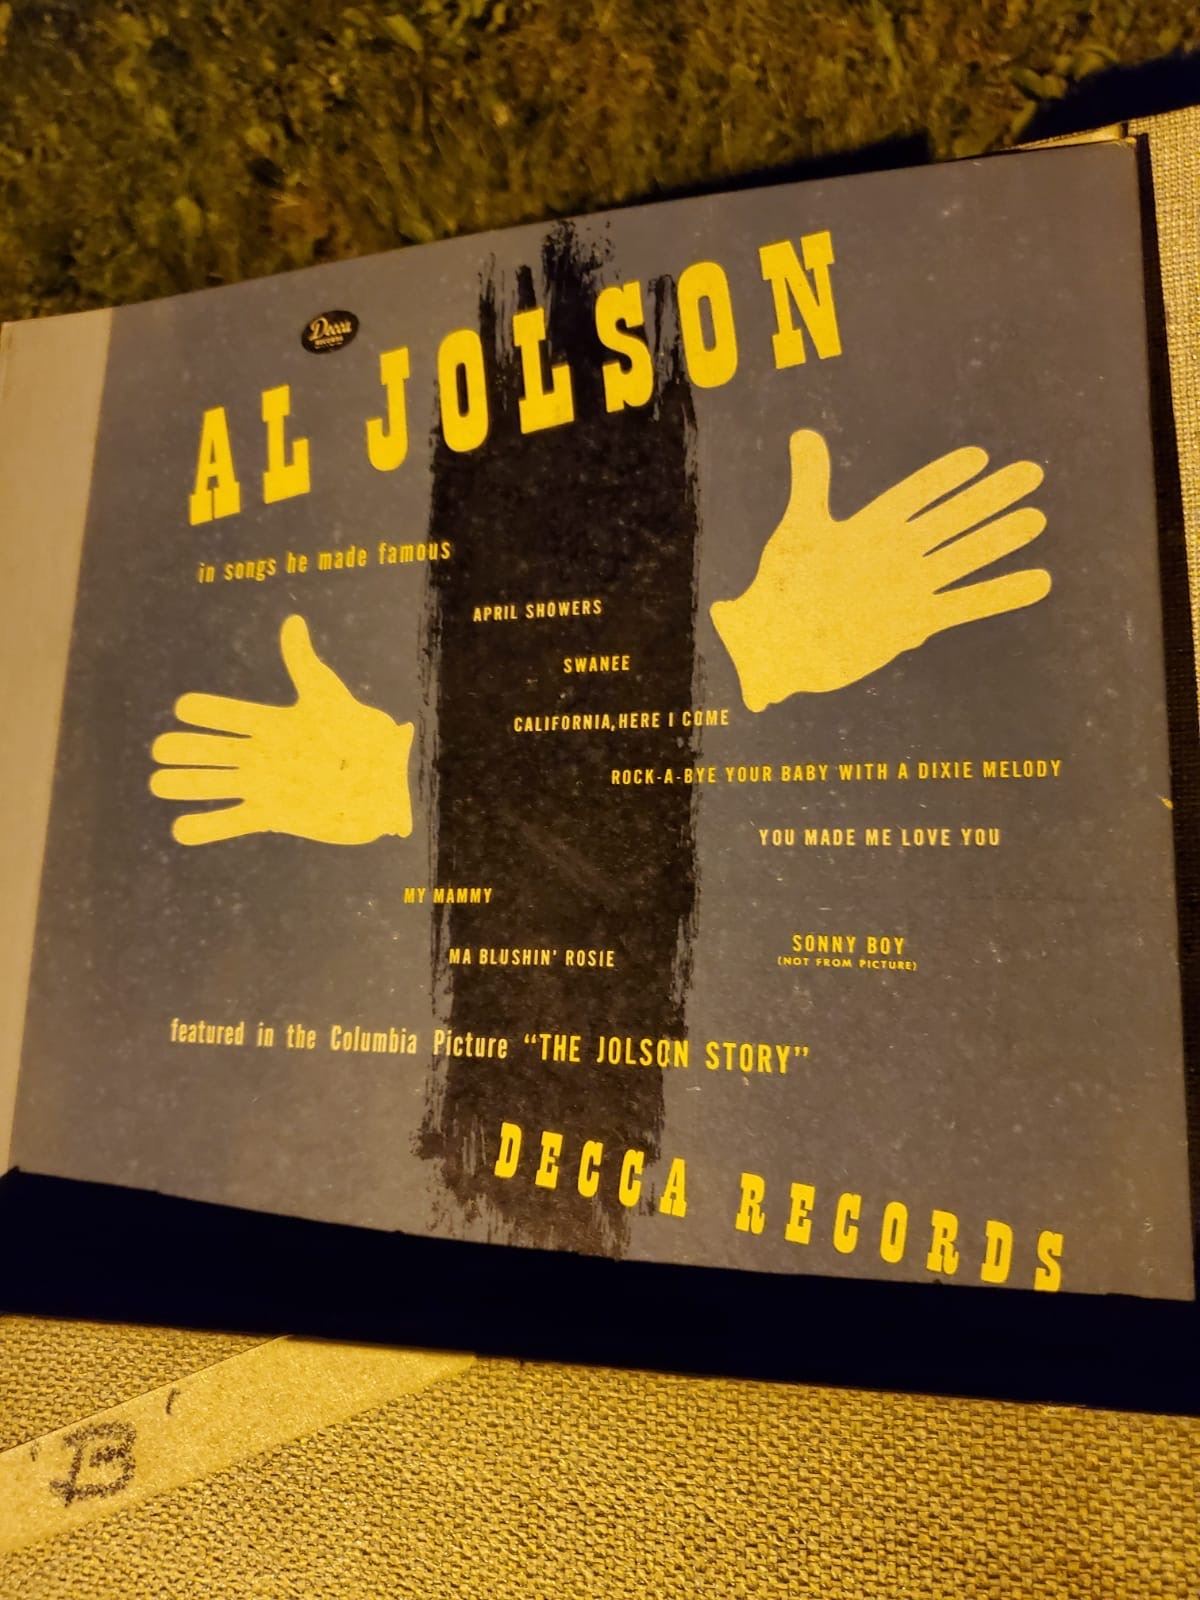 Decca
RECORDS
AL JOLSON
in songs he made famous
APRIL SHOWERS
SWANEE
CALIFORNIA, HERE I COME
ROCK-A-BYE YOUR BABY WITH A DIXIE MELODY
YOU MADE ME LOVE YOU
MY MAMMY
SONNY BOY
(NOT FROM PICTURE)
MA BLUSHIN' ROSIE
featured in the Columbia Picture "THE JOLSON STORY"
DECCA RECORDS
'B'